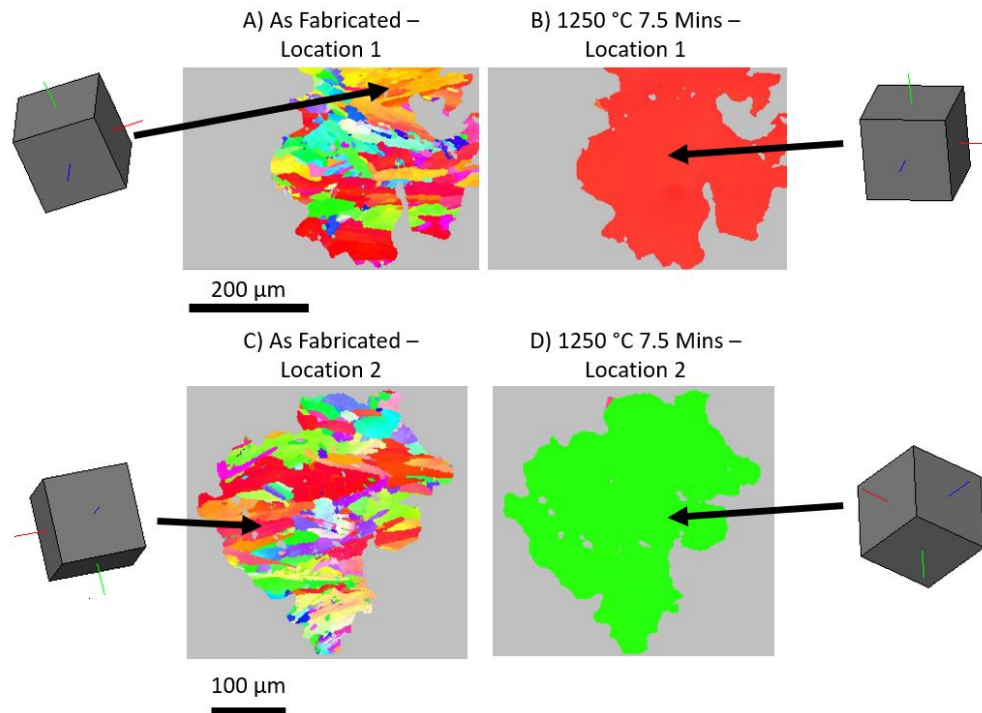 A) As Fabricated –
Location 1
B) 1250 °C 7.5 Mins –
Location 1
200 µm
C) As Fabricated –
Location 2
D) 1250 °C 7.5 Mins –
Location 2
100 µm